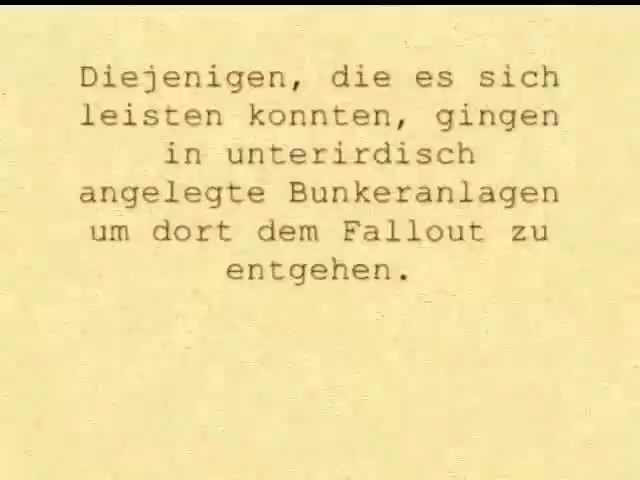 Diejenigen, die es sich
leisten konnten, gingen
in unterirdisch
angelegte Bunkeranlagen
um dort dem Fallout zu
entgehen.